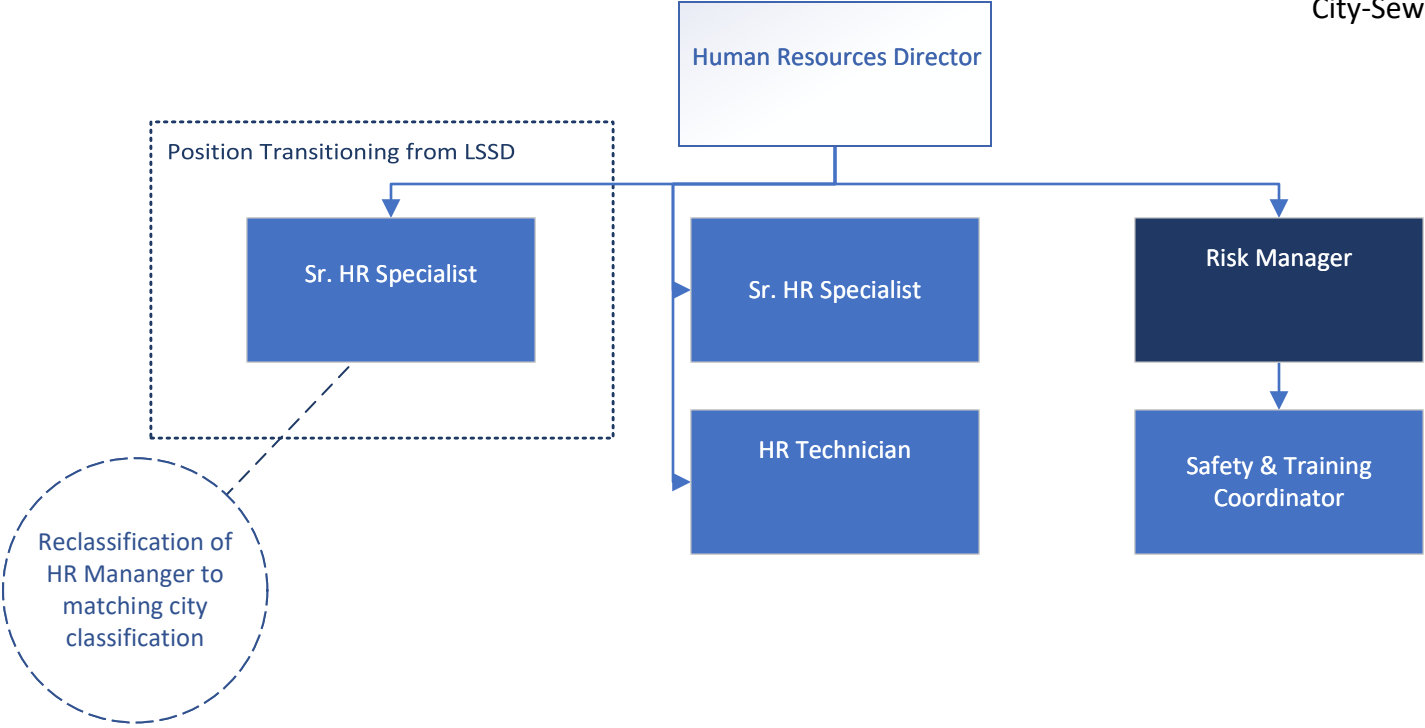 City-Sew
Human Resources Director
Position Transitioning from LSSD
Sr. HR Specialist
Sr. HR Specialist
Risk Manager
HR Technician
Safety & Training
Coordinator
Reclassification of
HR Mananger to
matching city
classification